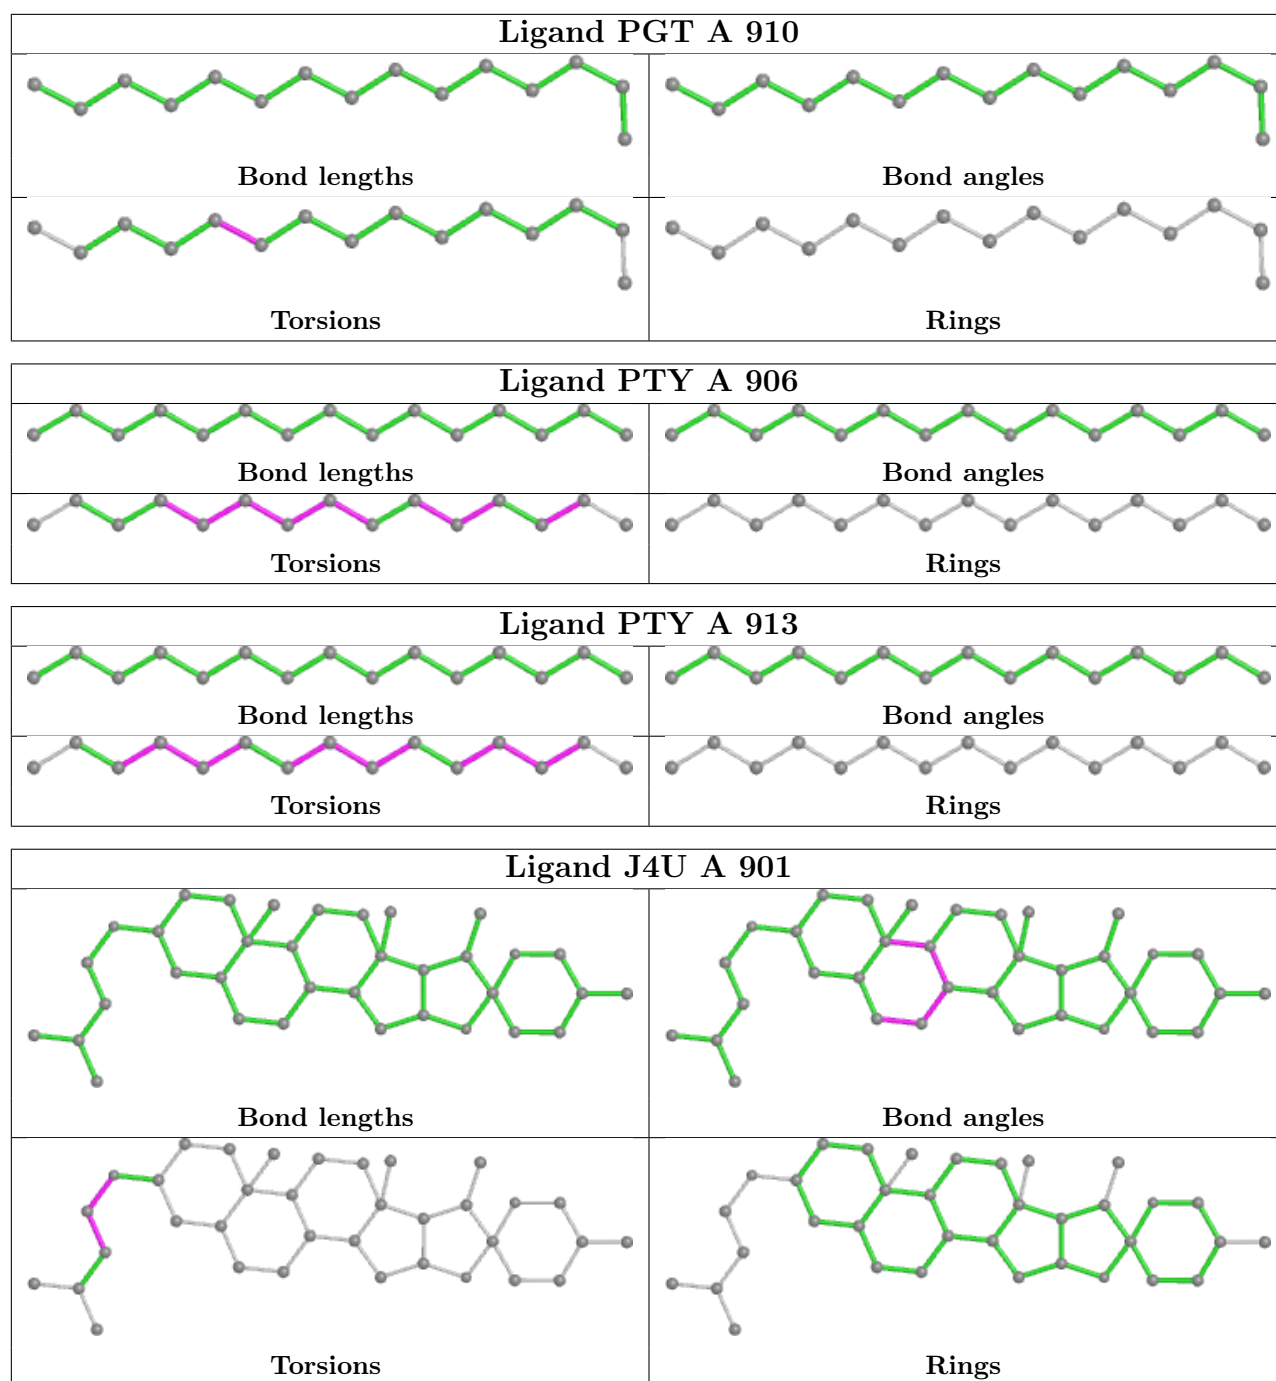 Ligand PGT A 910
Bond lengths
Bond angles
Torsions
Rings
Ligand PTY A 906
Bond lengths
Bond angles
Torsions
Rings
Ligand PTY A 913
Bond lengths
Bond angles
Torsions
Rings
Ligand J4U A 901
Bond lengths
Bond angles
Torsions
Rings